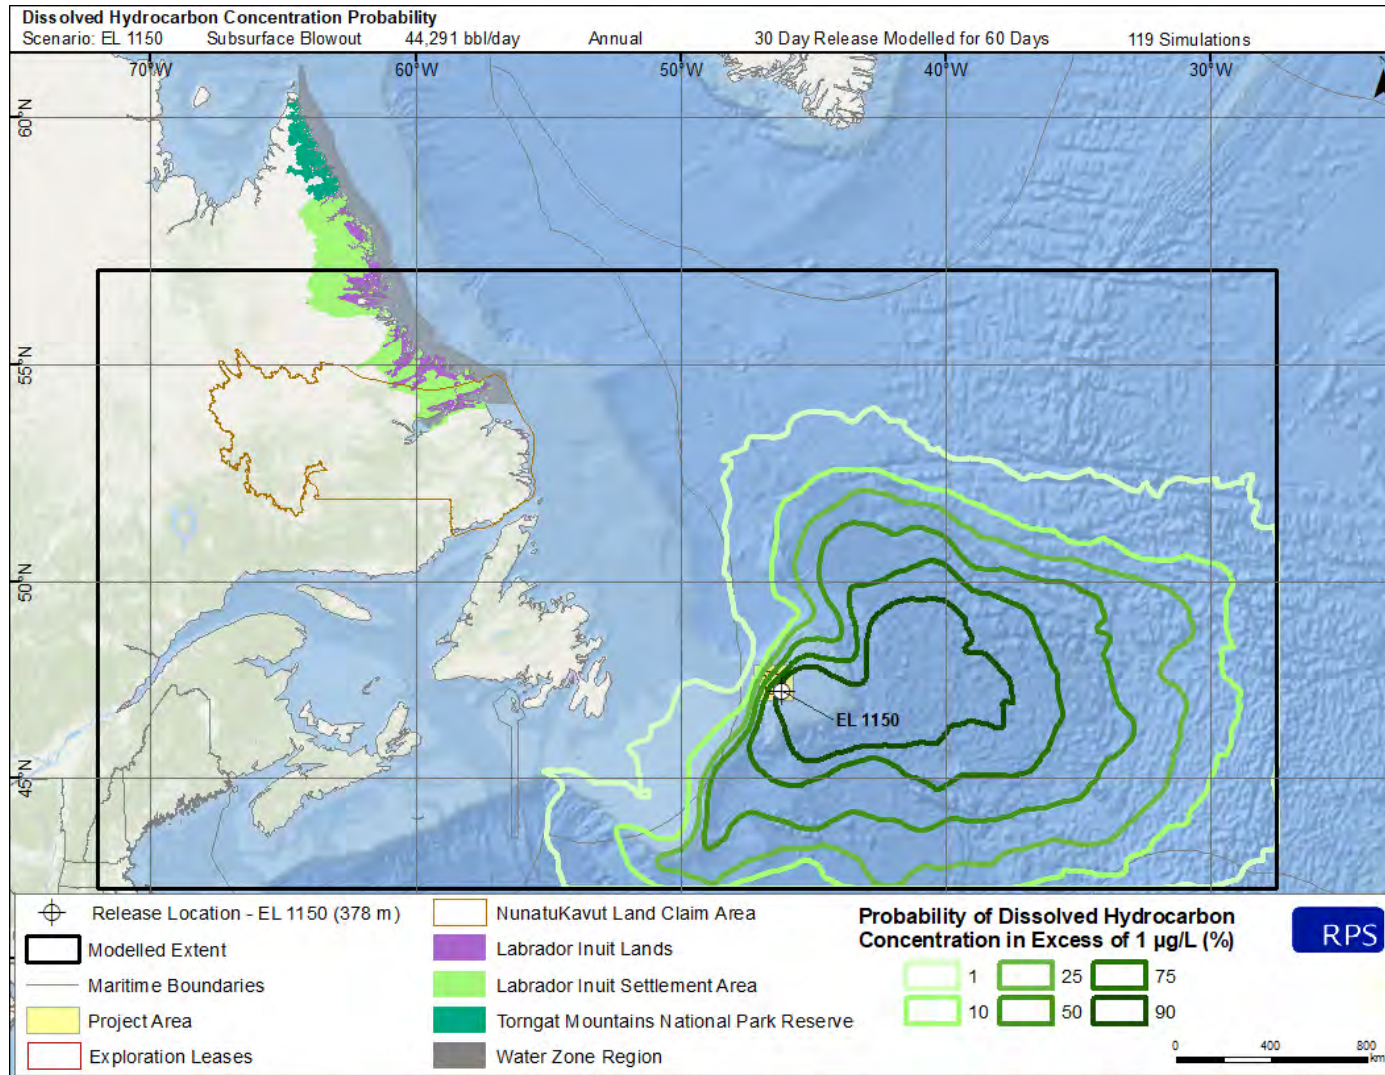 Dissolved Hydrocarbon Concentration Probability
Scenario: EL 1150 Subsurface Blowout 44,291 bbl/day Annual 30 Day Release Modelled for 60 Days 119 Simulations
70°W 60°W 50°W 40°W 30°W
60°N
55°N
50°N
45°N
EL 1150
Release Location - EL 1150 (378 m)
Modelled Extent
Maritime Boundaries
Project Area
Exploration Leases
NunatuKavut Land Claim Area
Labrador Inuit Lands
Labrador Inuit Settlement Area
Torngat Mountains National Park Reserve
Water Zone Region
Probability of Dissolved Hydrocarbon
Concentration in Excess of 1 µg/L (%)
1 25 75
10 50 90
RPS
0 400 800
km